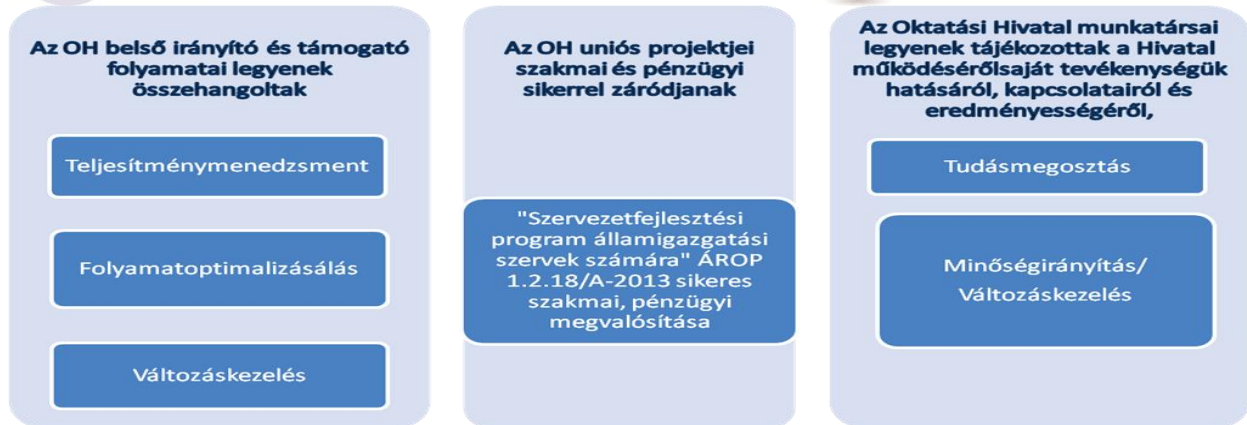 Az OH belső irányító és támogató
folyamatai legyenek
összehangoltak
Teljesítménymenedzsment
Folyamatoptimalizásálás
Változáskezelés
Az OH uniós projektjei
szakmai és pénzügyi
sikerrel záródjanak
"Szervezetfejlesztési
program államigazgatási
szervek számára" ÁROP
1.2.18/A-2013 sikeres
szakmai, pénzügyi
megvalósítása
Az Oktatási Hivatal munkatársai
legyenek tájékozottak a Hivatal
működésérőlsaját tevékenységük
hatásáról, kapcsolatairól és
eredményességéről,
Tudásmegosztás
Minőségirányítás/
Változáskezelés